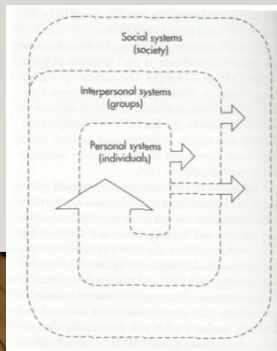 Social systems
(society)
Interpersonal systems
(groups)
Personal systems
(individuals)